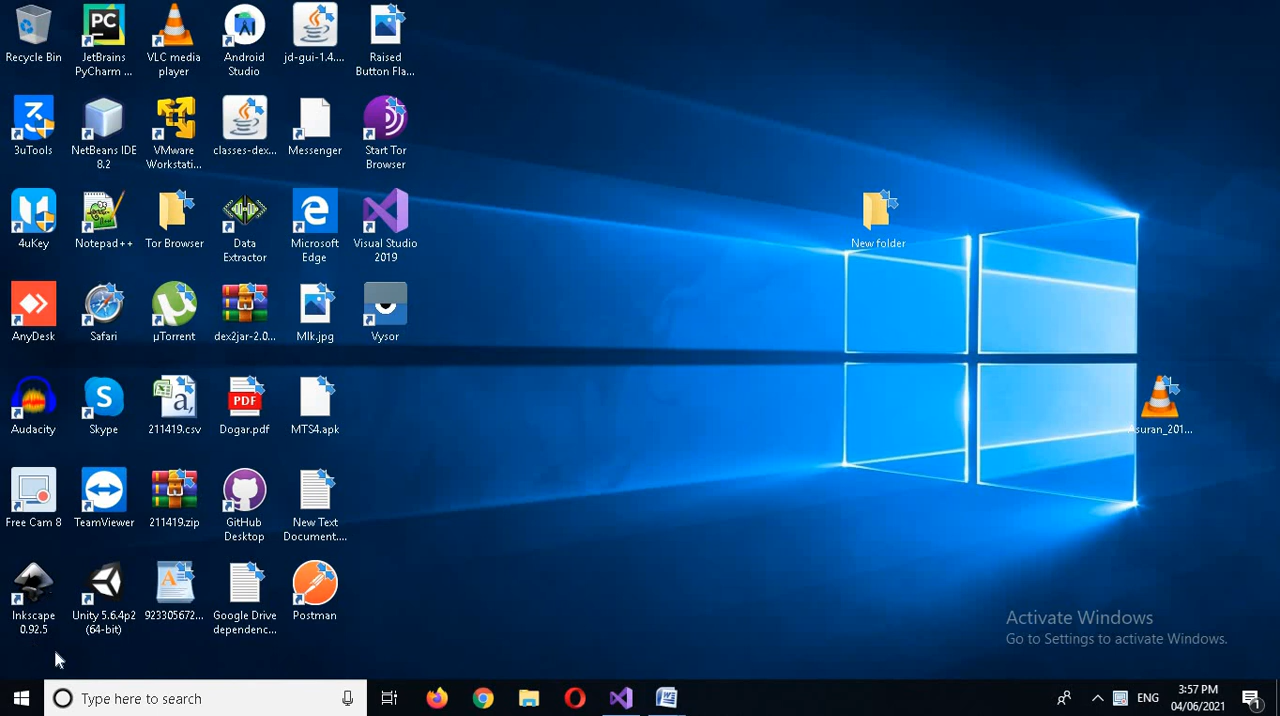 Recycle Bin
JetBrains
PyCharm ...
VLC media
player
Android
Studio
jd-gui-1.4....
Raised
Button Fla...
3uTools
NetBeans IDE
8.2
VMware
Workstati...
classes-dex...
Messenger
Start Tor
Browser
4uKey
Notepad++
Tor Browser
Data
Extractor
Microsoft
Edge
Visual Studio
2019
New folder
AnyDesk
Safari
µTorrent
dex2jar-2.0...
Mlk.jpg
Vysor
Audacity
Skype
211419.csv
PDF
Dogar.pdf
MTS4.apk
suran_201...
Free Cam 8
TeamViewer
211419.zip
GitHub
Desktop
New Text
Document....
Inkscape
0.92.5
Unity 5.6.4p2
(64-bit)
923305672...
Google Drive
dependenc...
Postman
Activate Windows
Go to Settings to activate Windows.
Type here to search
ENG
3:57 PM
04/06/2021
1